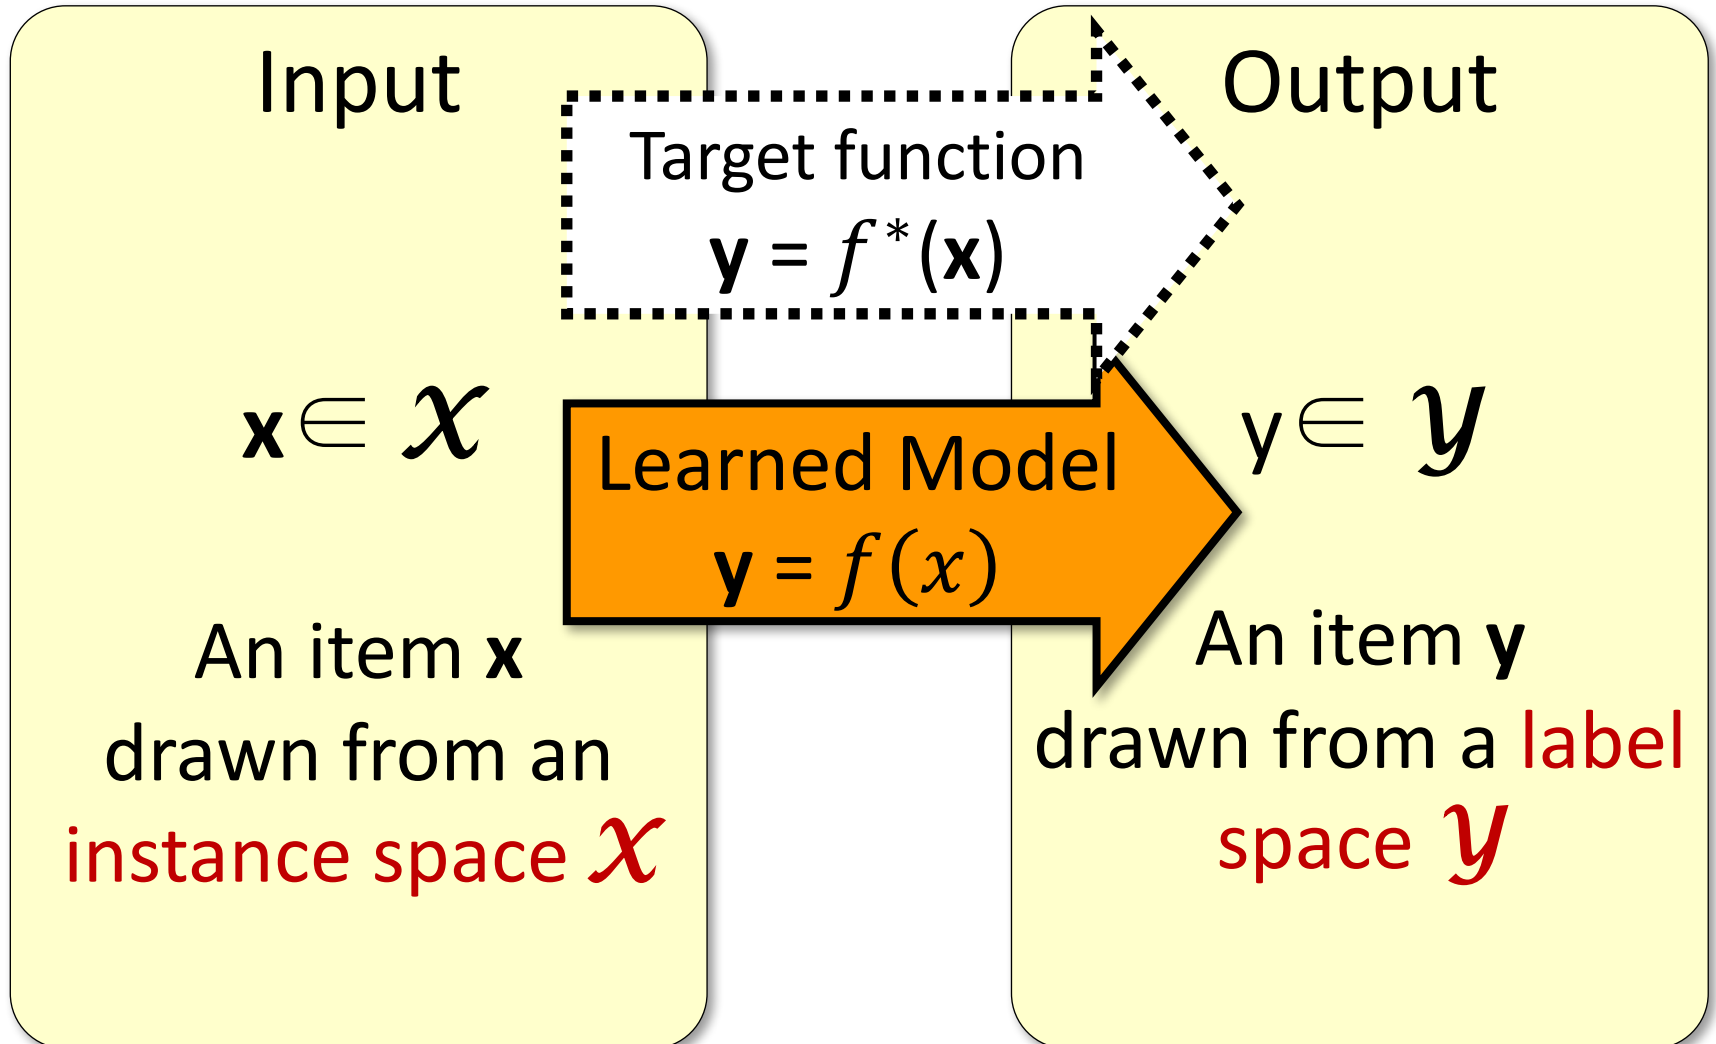 Input
x ∈ 𝒳
An item x
drawn from an
instance space 𝒳
Target function
y = f*(x)
Learned Model
y = f(x)
Output
y ∈ 𝒴
An item y
drawn from a label
space 𝒴